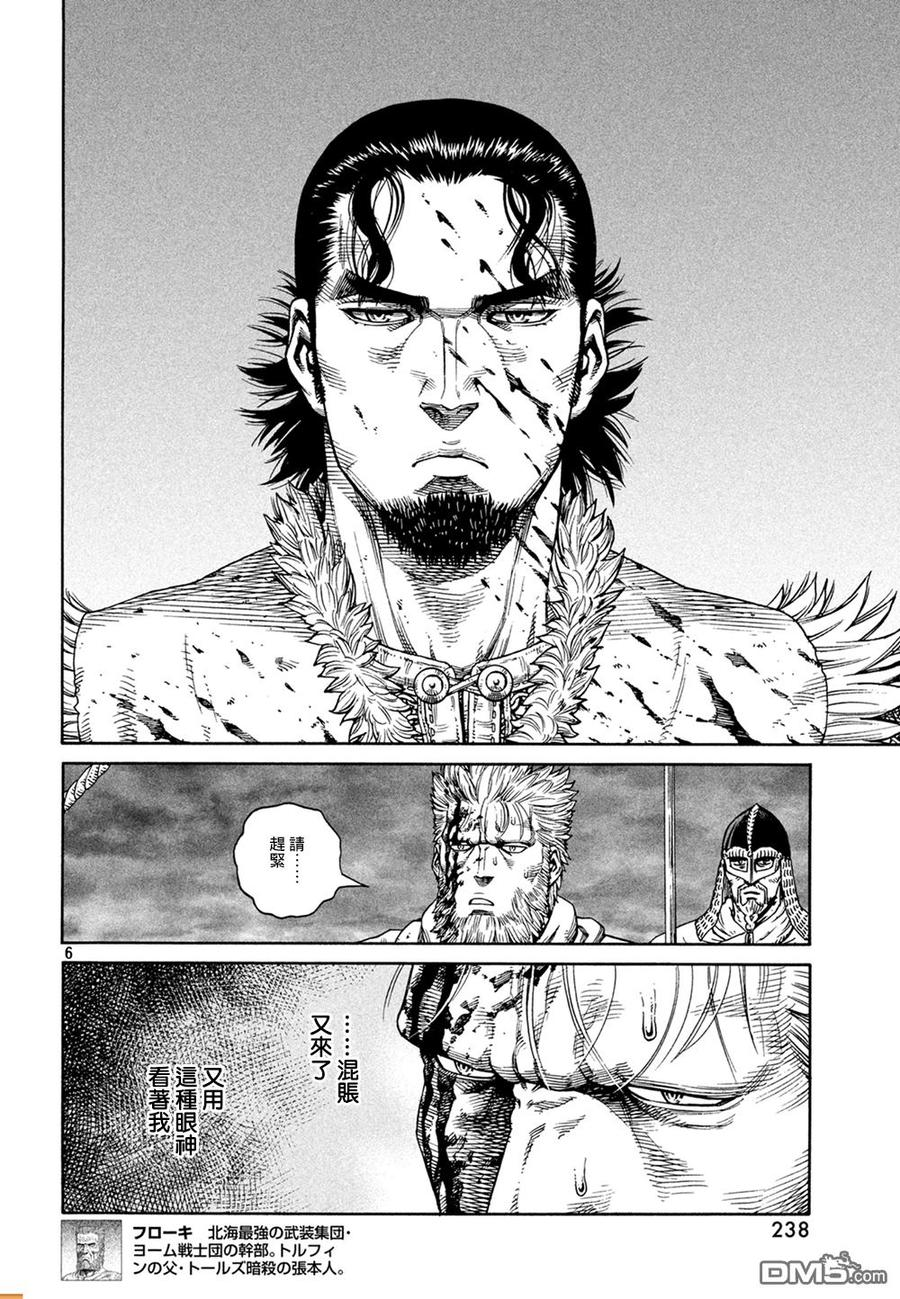 請……
趕緊
6
……混賬
又來了
又用
這種眼神
看著我
238
フローキ 北海最強の武装集団・
ヨーム戦士団の幹部。トルフィ
ンの父・トールズ暗殺の張本人。
DM5.com